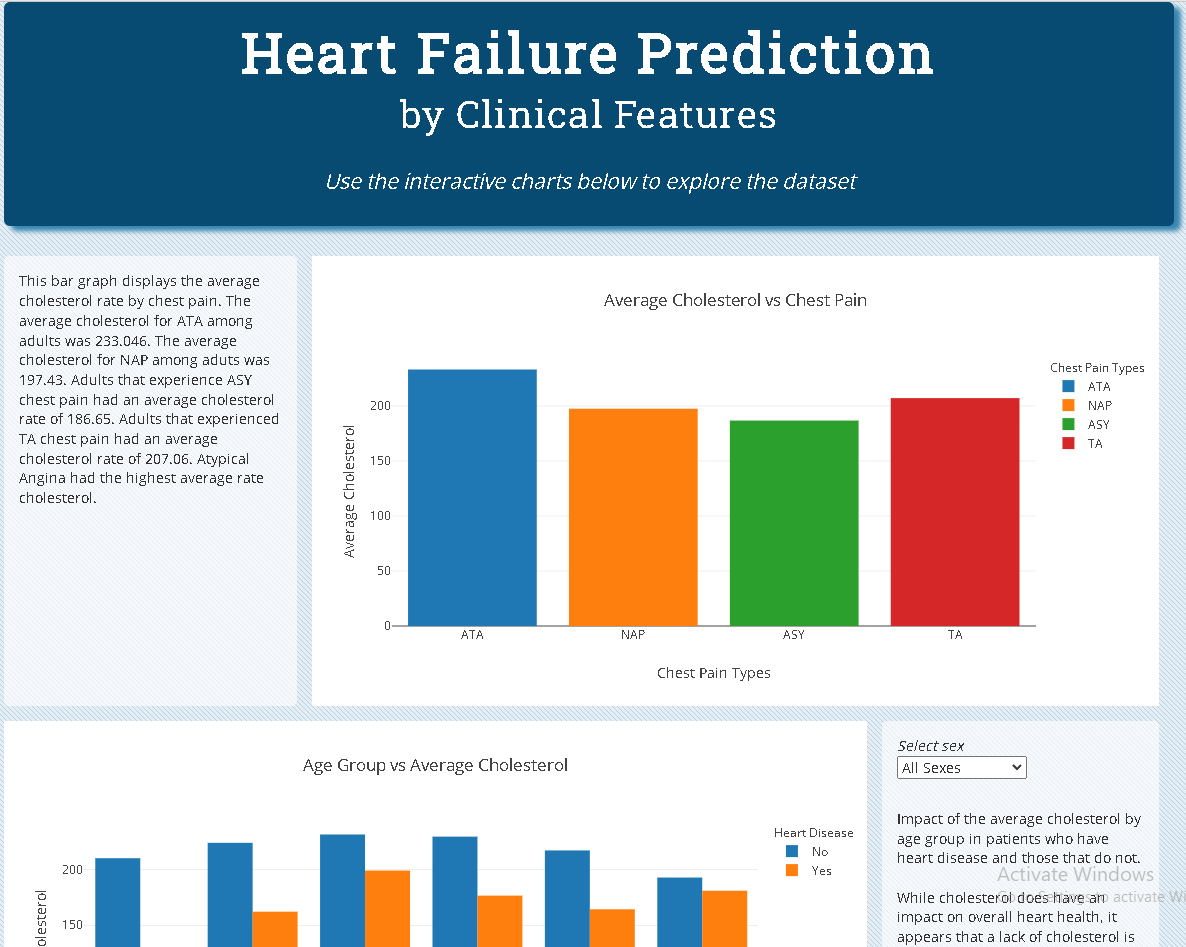 Heart Failure Prediction
by Clinical Features
Use the interactive charts below to explore the dataset
This bar graph displays the average
cholesterol rate by chest pain. The
average cholesterol for ATA among
adults was 233.046. The average
cholesterol for NAP among aduts was
197.43. Adults that experience ASY
chest pain had an average cholesterol
rate of 186.65. Adults that experienced
TA chest pain had an average
cholesterol rate of 207.06. Atypical
Angina had the highest average rate
cholesterol.
Average Cholesterol vs Chest Pain
Chest Pain Types
ATA
NAP
ASY
TA
Average Cholesterol
200
150
100
50
0
ATA NAP ASY TA
Chest Pain Types
Age Group vs Average Cholesterol
Heart Disease
No
Yes
200
150
olesterol
Select sex
All Sexes
Impact of the average cholesterol by
age group in patients who have
heart disease and those that do not.
While cholesterol does have an
impact on overall heart health, it
appears that a lack of cholesterol is
Activate Windows
Go to Settings to activate Wi